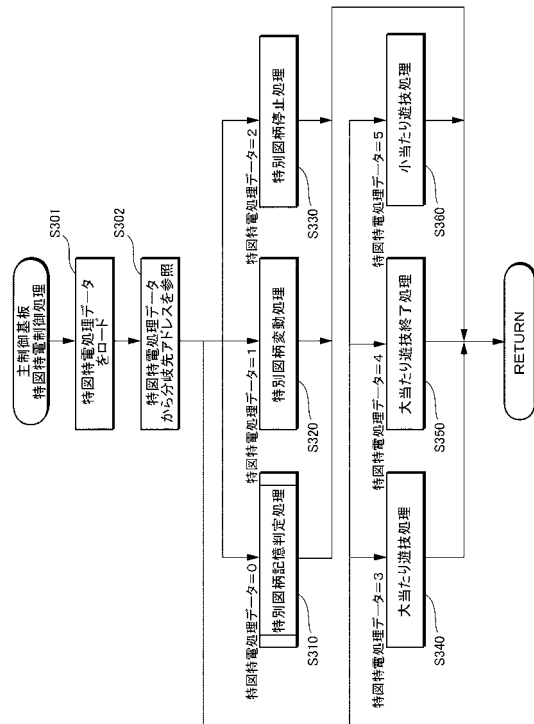 主制御基板
特図特電制御処理
S301
特図特電処理データ
をロード
S302
特図特電処理データ
から分岐先アドレスを参照
特図特電処理データ=0
特別図柄記憶判定処理
S310
特図特電処理データ=1
特別図柄変動処理
S320
特図特電処理データ=2
特別図柄停止処理
S330
特図特電処理データ=3
大当たり遊技処理
S340
特図特電処理データ=4
大当たり遊技終了処理
S350
特図特電処理データ=5
小当たり遊技処理
S360
RETURN